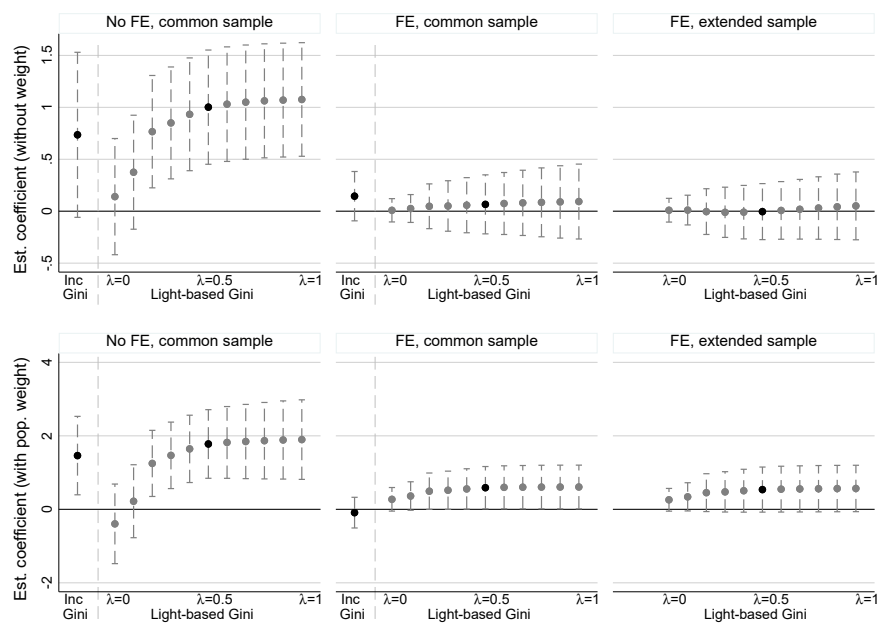 No FE, common sample
FE, common sample
FE, extended sample
Est. coefficient (without weight)
1.5
1
.5
0
-.5
Inc
Gini
λ=0
λ=0.5
λ=1
Light-based Gini
Inc
Gini
λ=0
λ=0.5
λ=1
Light-based Gini
λ=0
λ=0.5
λ=1
Light-based Gini
No FE, common sample
FE, common sample
FE, extended sample
Est. coefficient (with pop. weight)
4
2
0
-2
Inc
Gini
λ=0
λ=0.5
λ=1
Light-based Gini
Inc
Gini
λ=0
λ=0.5
λ=1
Light-based Gini
λ=0
λ=0.5
λ=1
Light-based Gini